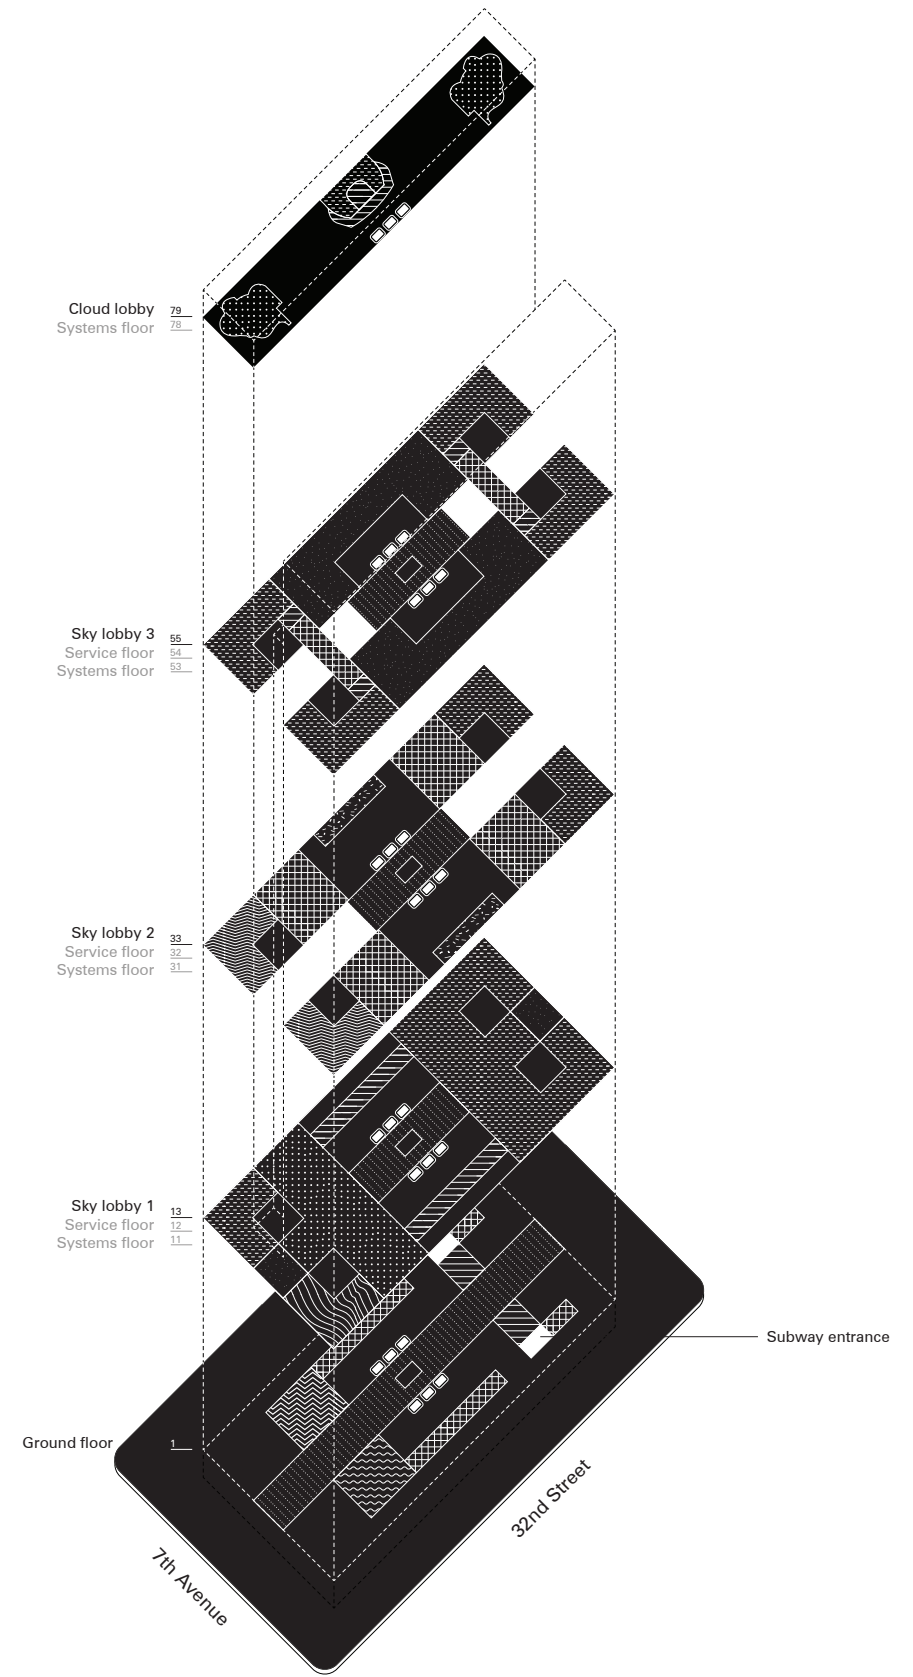 Cloud lobby 79
Systems floor 78
Sky lobby 3 55
Service floor 54
Systems floor 53
Sky lobby 2 33
Service floor 32
Systems floor 31
Sky lobby 1 13
Service floor 12
Systems floor 11
Subway entrance
Ground floor 1
32nd Street
7th Avenue